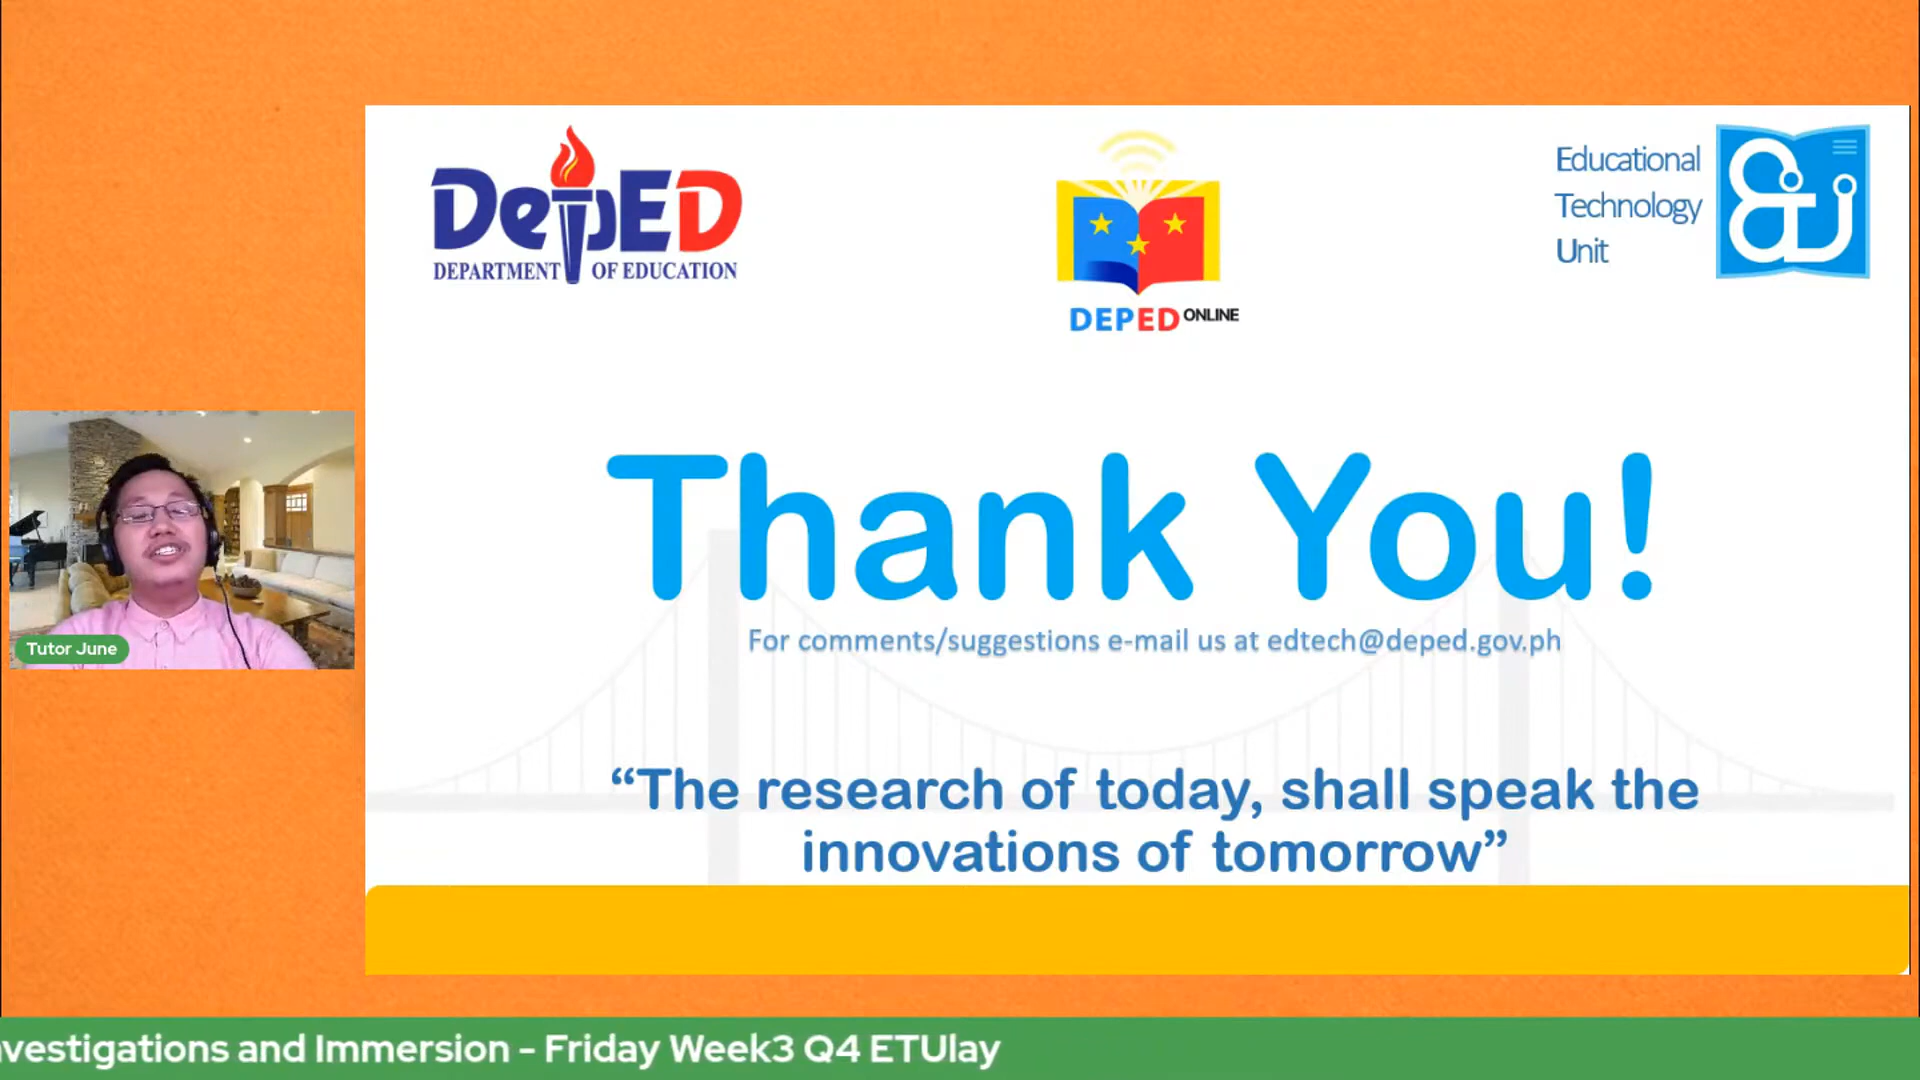 DepED
DEPARTMENT OF EDUCATION
DEPED ONLINE
Educational
Technology
Unit
Thank You!
For comments/suggestions e-mail us at edtech@deped.gov.ph
Tutor June
“The research of today, shall speak the
innovations of tomorrow”
nvestigations and Immersion - Friday Week3 Q4 ETUlay